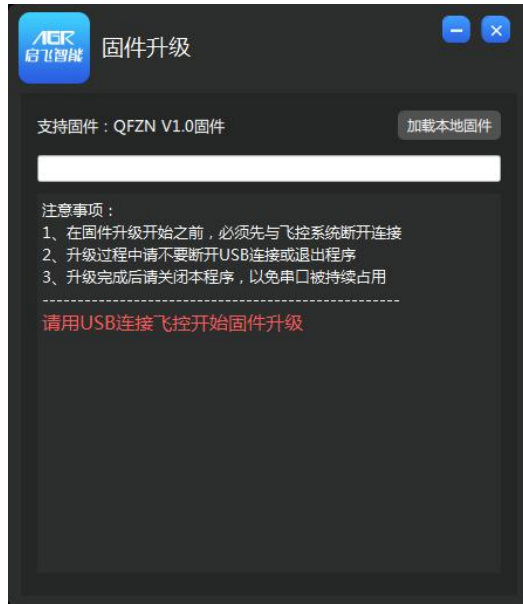 AGR
启飞智能
固件升级
支持固件：QFZN V1.0固件
加载本地固件
注意事项：
1、在固件升级开始之前，必须先与飞控系统断开连接
2、升级过程中请不要断开USB连接或退出程序
3、升级完成后请关闭本程序，以免串口被持续占用
---------------------------------------------------
请用USB连接飞控开始固件升级